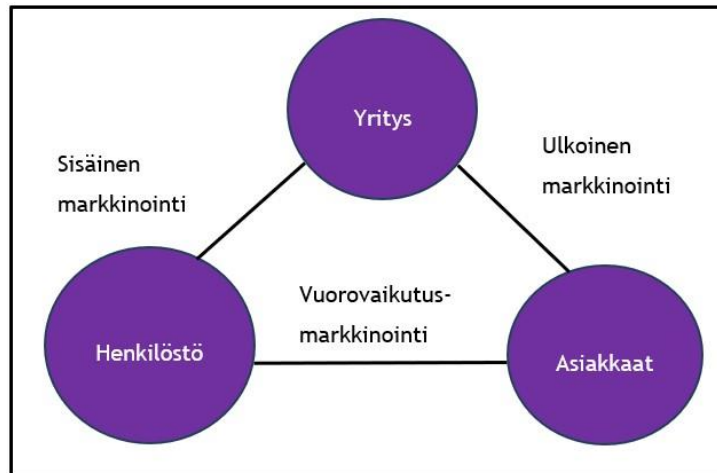 Yritys
Sisäinen
markkinointi
Ulkoinen
markkinointi
Vuorovaikutus-
markkinointi
Henkilöstö
Asiakkaat